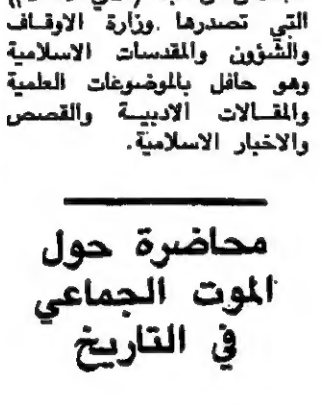 التي تصدرها وزارة الاوقاف
والشؤون والمقدسات الاسلامية
وهو حافل بالموضوعات العلمية
والمقالات الادبية والقصص
والاخبار الاسلامية.
محاضرة حول
الموت الجماعي
في التاريخ